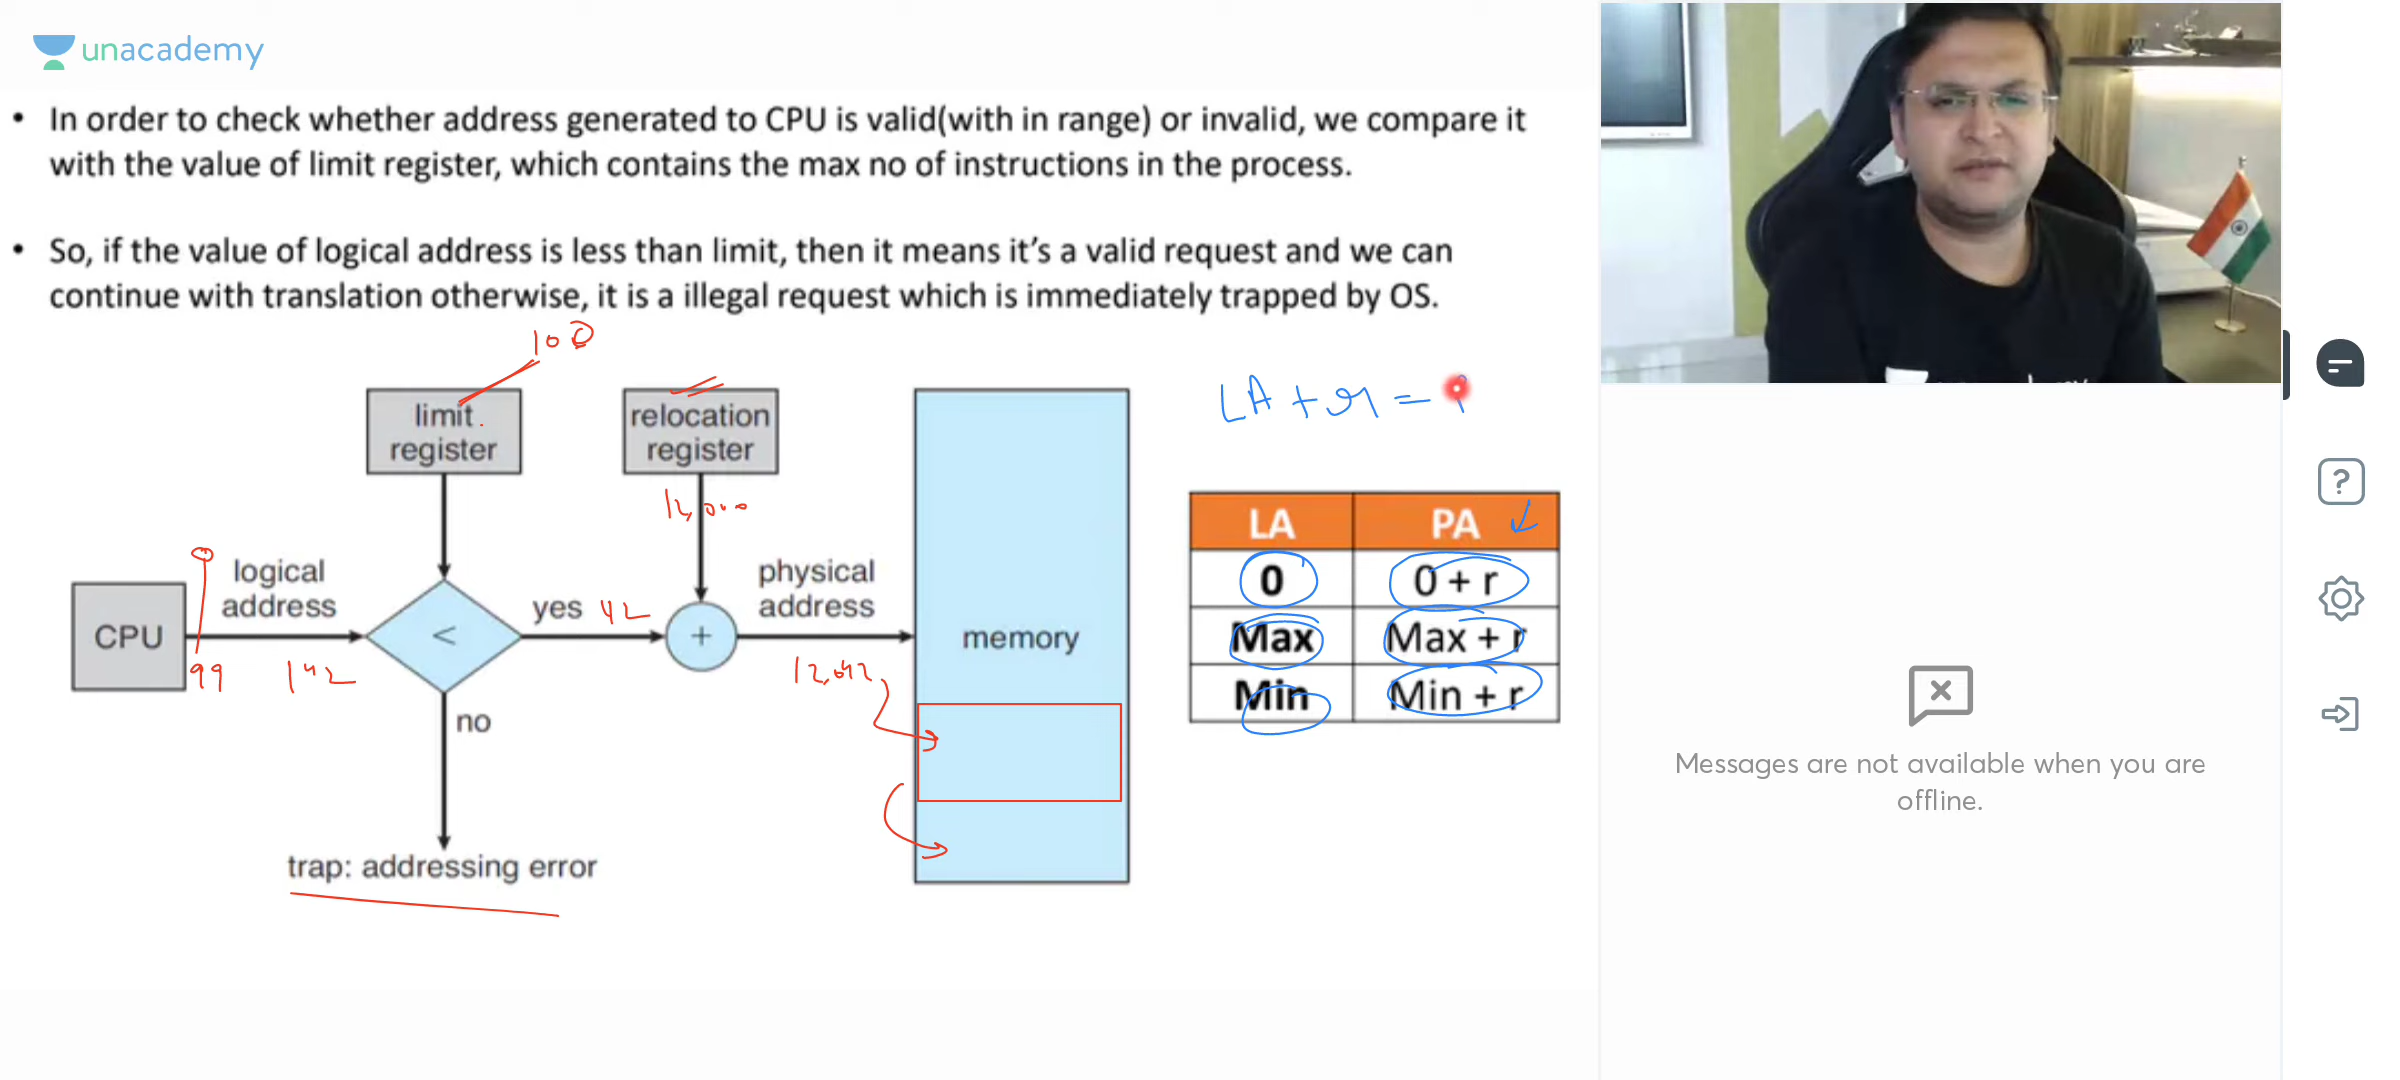 unacademy
• In order to check whether address generated to CPU is valid(with in range) or invalid, we compare it
with the value of limit register, which contains the max no of instructions in the process.
• So, if the value of logical address is less than limit, then it means it's a valid request and we can
continue with translation otherwise, it is a illegal request which is immediately trapped by OS.
100
limit
register
relocation
register
12,000
LA + r =
LA PA
0 0 + r
Max Max + r
Min Min + r
CPU
0
99
logical
address
142
<
yes 42
+
physical
address
12,042
memory
no
trap: addressing error
?
Messages are not available when you are
offline.